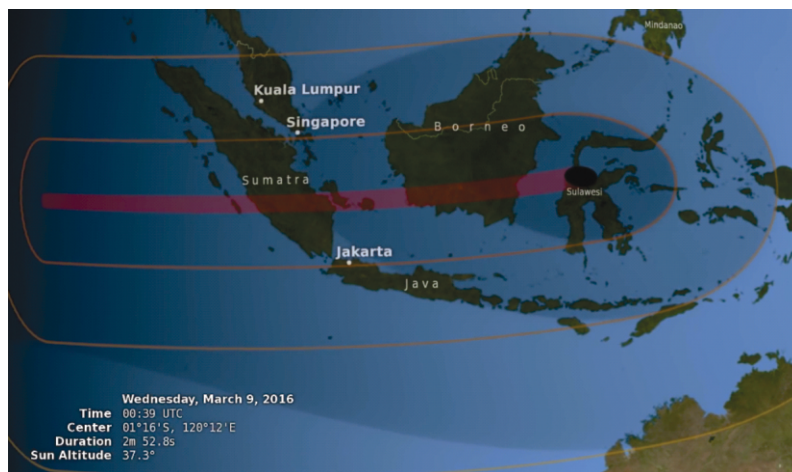 Mindanao
Kuala Lumpur
Singapore
Borneo
Sumatra
Sulawesi
Jakarta
Java
Wednesday, March 9, 2016
Time 00:39 UTC
Center 01°16'S, 120°12'E
Duration 2m 52.8s
Sun Altitude 37.3°